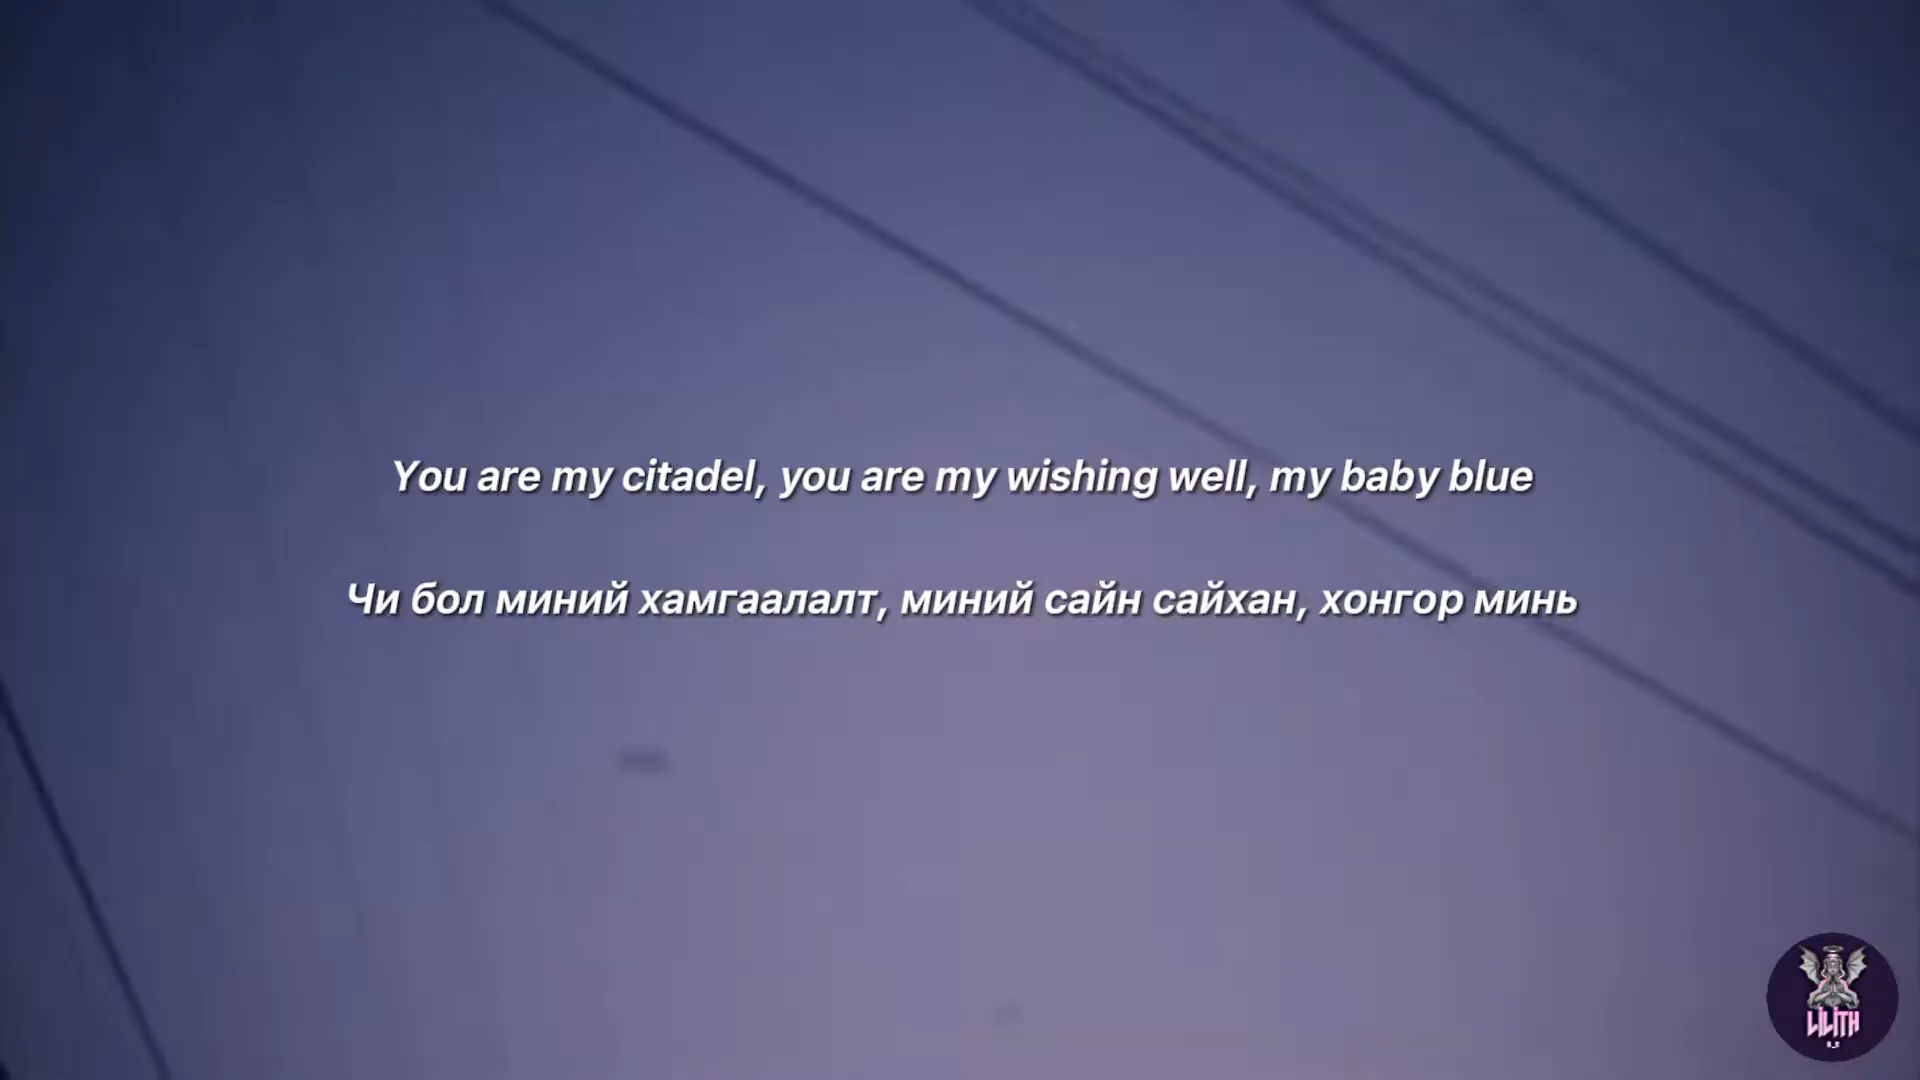 You are my citadel, you are my wishing well, my baby blue
Чи бол миний хамгаалалт, миний сайн сайхан, хонгор минь
LILITH